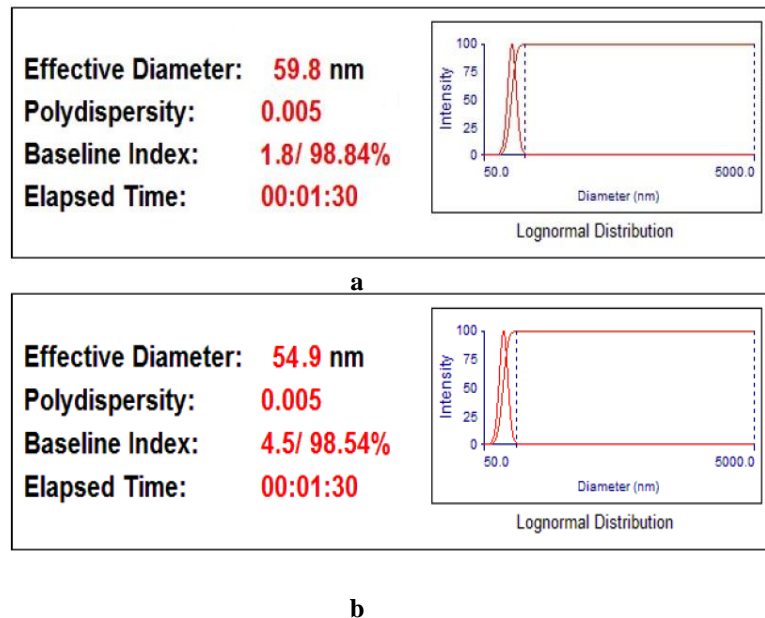 Effective Diameter: 59.8 nm
Polydispersity: 0.005
Baseline Index: 1.8/ 98.84%
Elapsed Time: 00:01:30
Intensity
100
75
50
25
0
50.0 5000.0
Diameter (nm)
Lognormal Distribution
a
Effective Diameter: 54.9 nm
Polydispersity: 0.005
Baseline Index: 4.5/ 98.54%
Elapsed Time: 00:01:30
Intensity
100
75
50
25
0
50.0 5000.0
Diameter (nm)
Lognormal Distribution
b